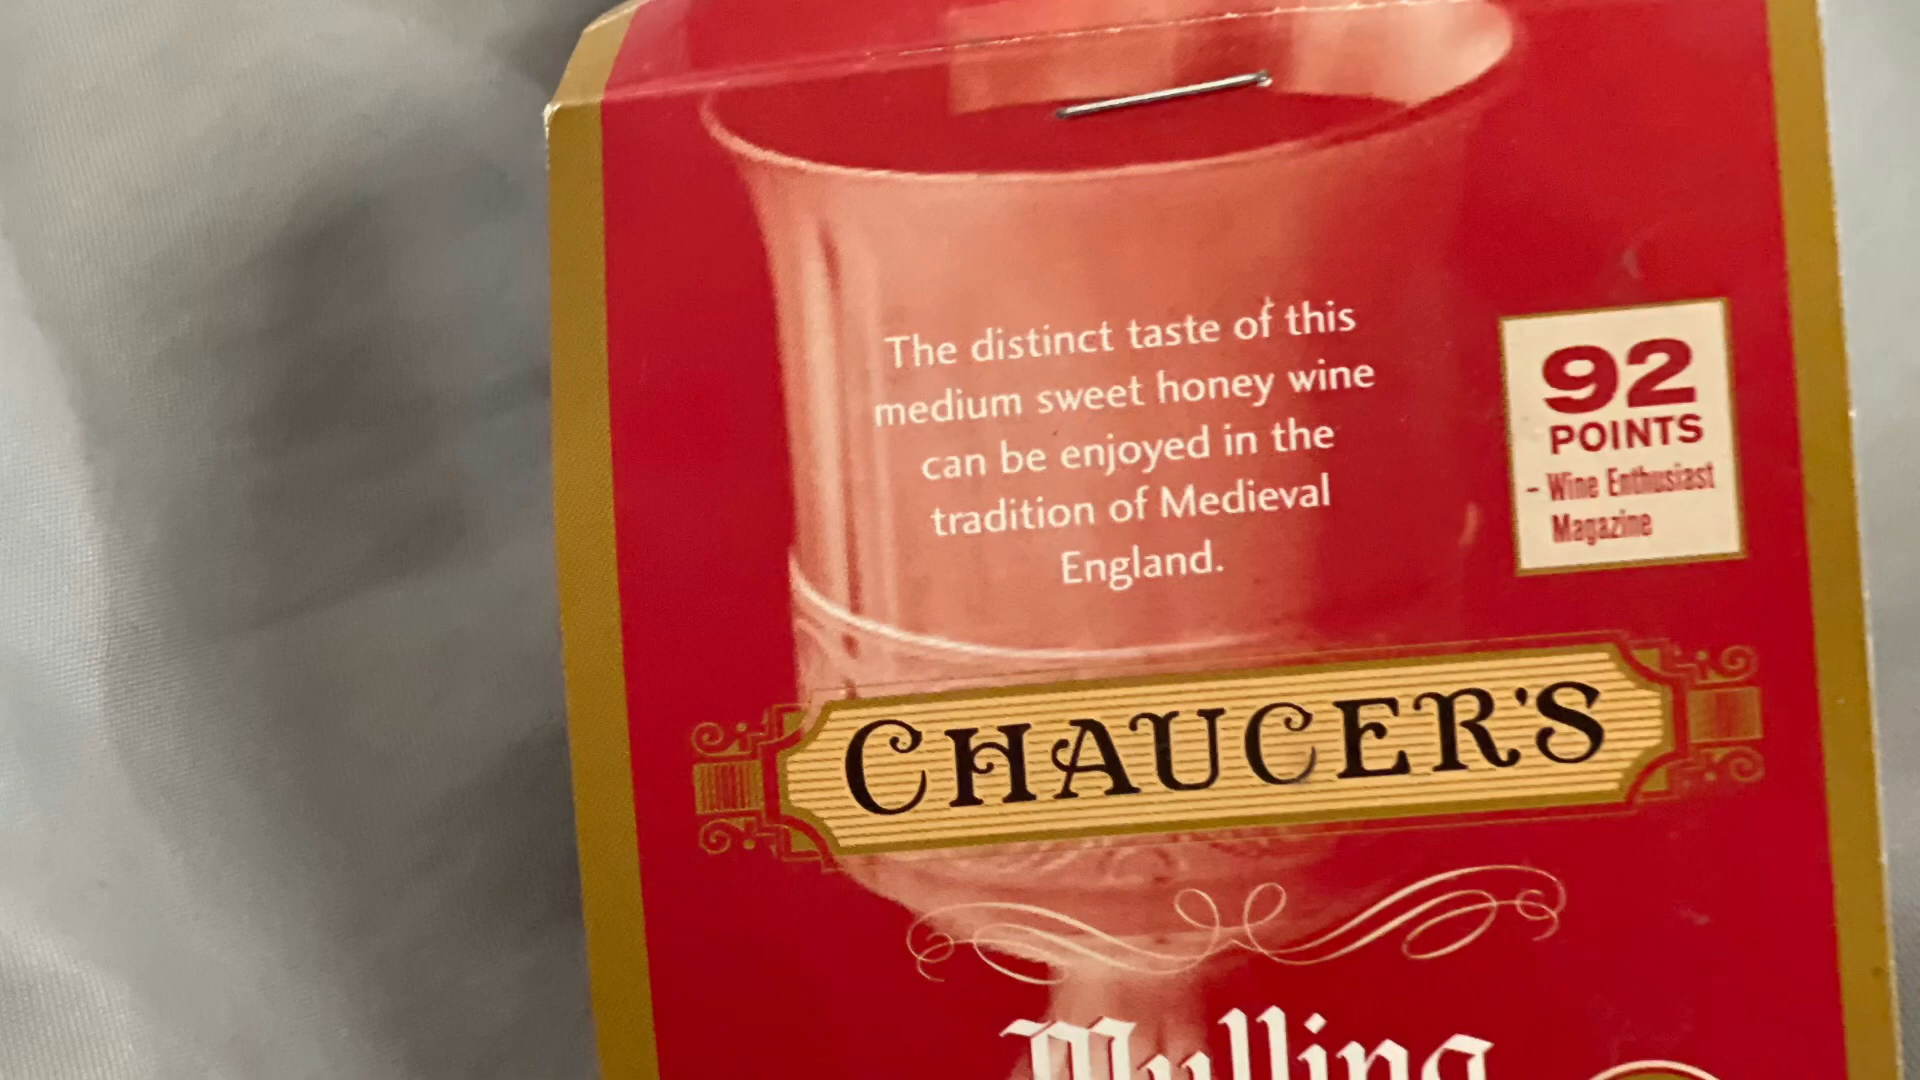 The distinct taste of this
medium sweet honey wine
can be enjoyed in the
tradition of Medieval
England.
92
POINTS
- Wine Enthusiast
Magazine
CHAUCER'S
Mulling